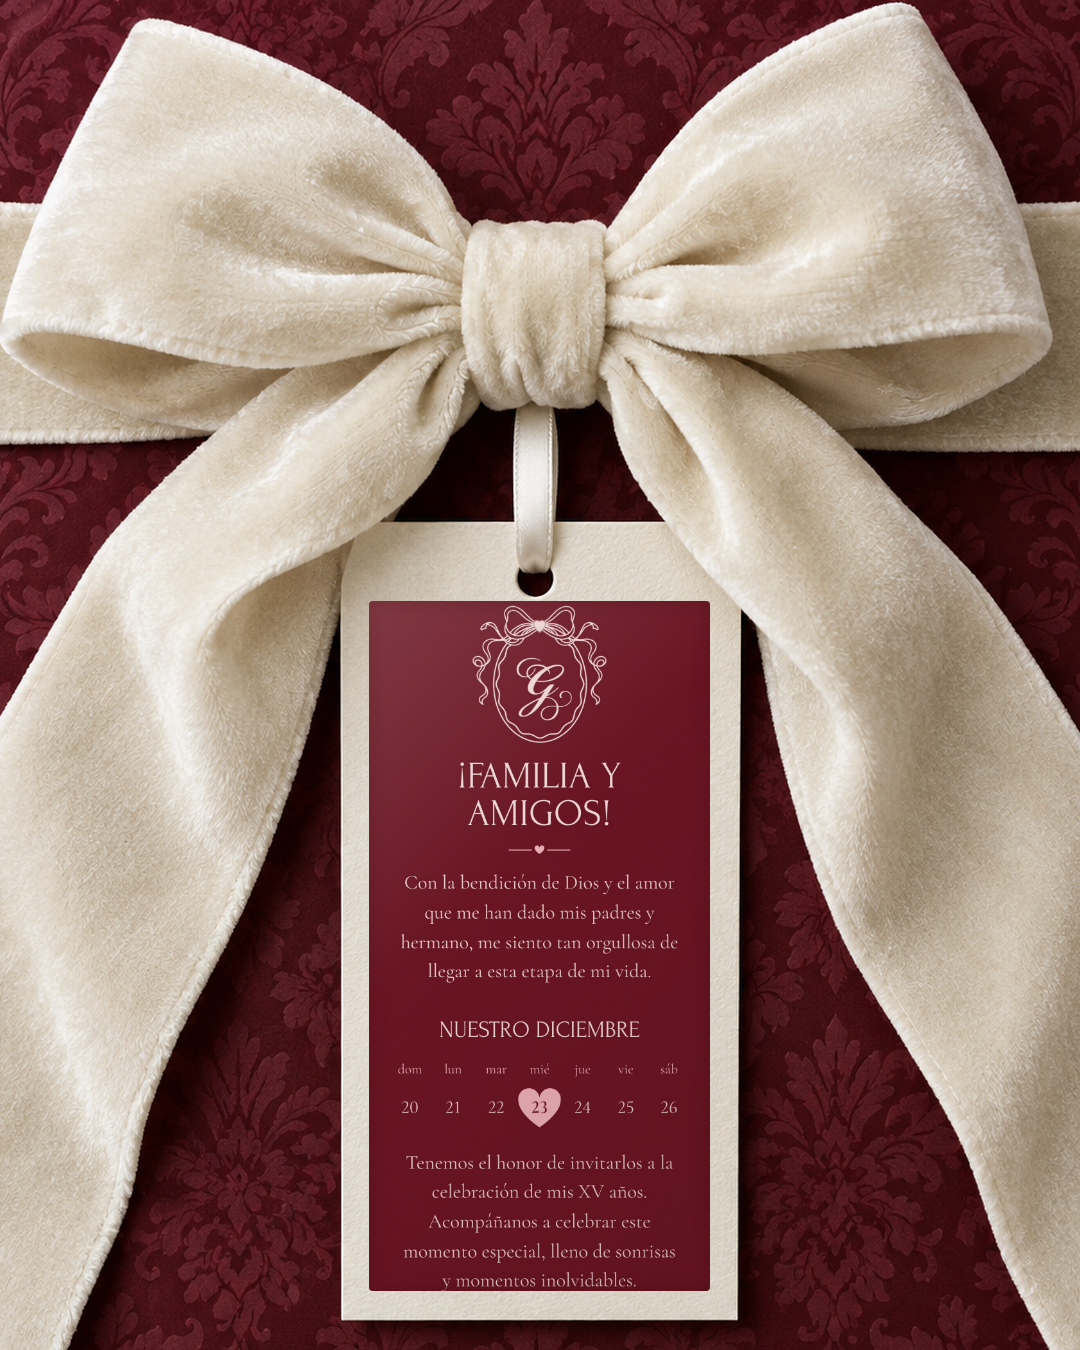 G
¡FAMILIA Y
AMIGOS!
Con la bendición de Dios y el amor
que me han dado mis padres y
hermano, me siento tan orgullosa de
llegar a esta etapa de mi vida.
NUESTRO DICIEMBRE
dom lun mar mié jue vie sáb
20 21 22 23 24 25 26
Tenemos el honor de invitarlos a la
celebración de mis XV años.
Acompáñanos a celebrar este
momento especial, lleno de sonrisas
y momentos inolvidables.